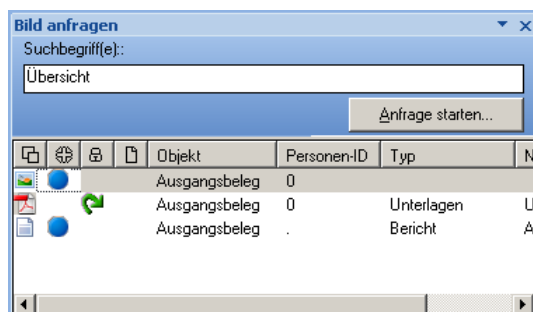 Bild anfragen
Suchbegriff(e)::
Übersicht
Anfrage starten...
Objekt Personen-ID Typ N
Ausgangsbeleg 0
Ausgangsbeleg 0 Unterlagen U
Ausgangsbeleg . Bericht A